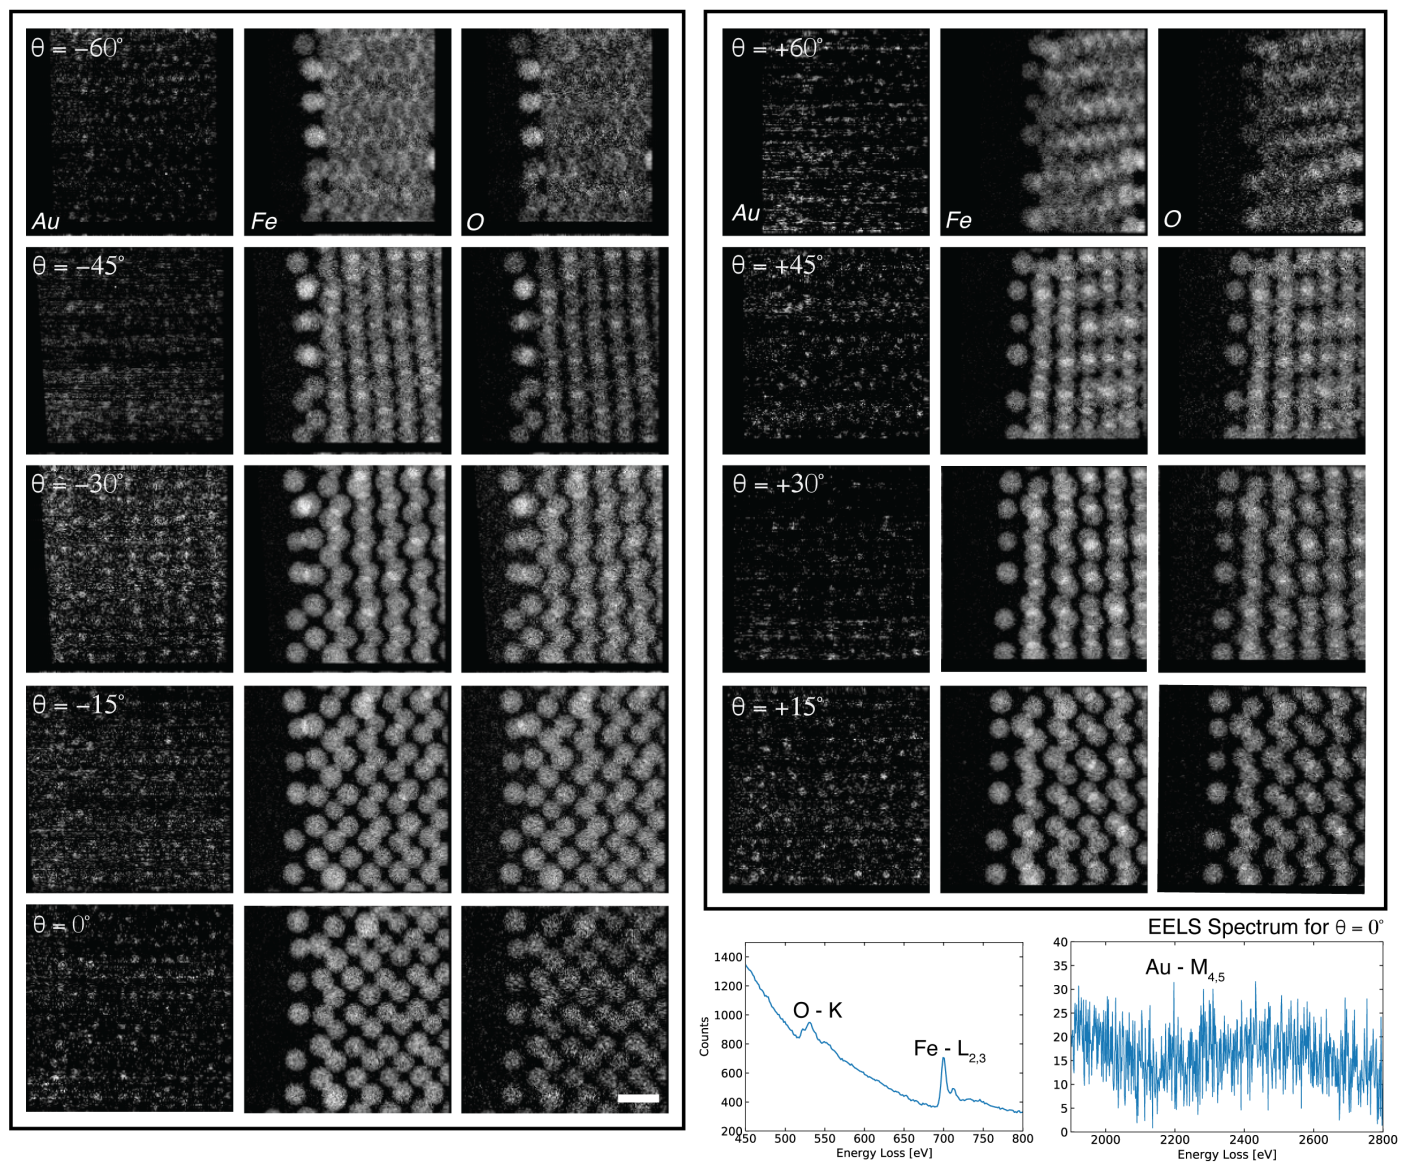 θ = −60°
Au
Fe
O
θ = −45°
θ = −30°
θ = −15°
θ = 0°
θ = +60°
Au
Fe
O
θ = +45°
θ = +30°
θ = +15°
EELS Spectrum for θ = 0°
1400
1200
1000
800
600
400
200
Counts
O - K
Fe - L2,3
450 500 550 600 650 700 750 800
Energy Loss [eV]
40
35
30
25
20
15
10
5
0
Au - M4,5
2000 2200 2400 2600 2800
Energy Loss [eV]